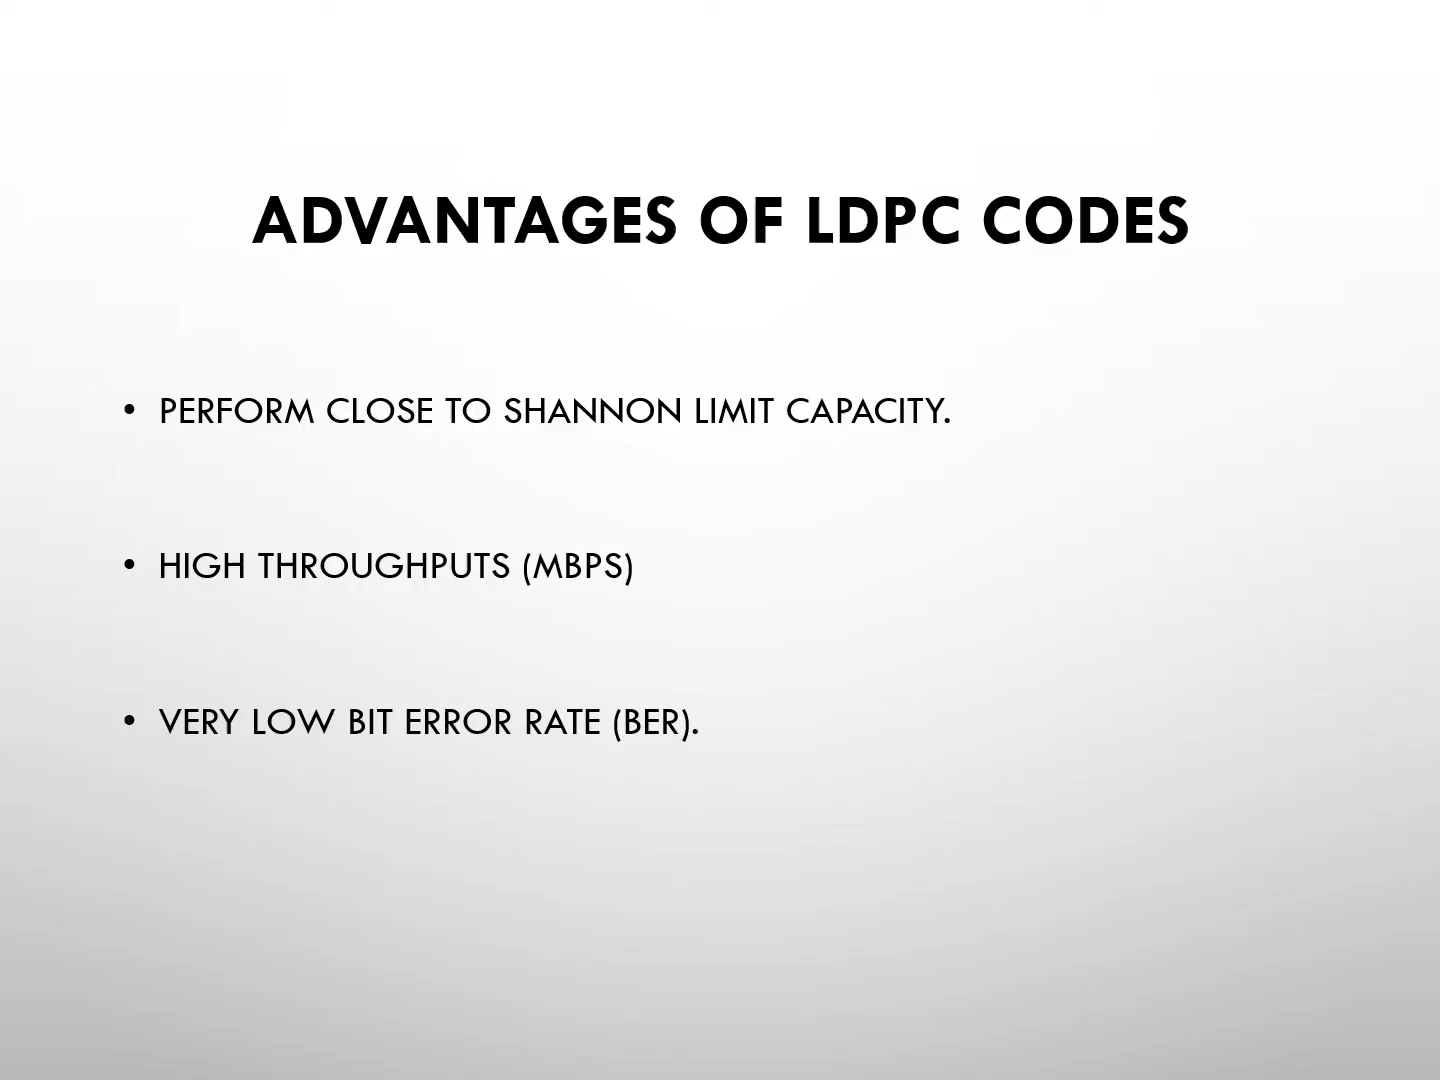 ADVANTAGES OF LDPC CODES
• PERFORM CLOSE TO SHANNON LIMIT CAPACITY.
• HIGH THROUGHPUTS (MBPS)
• VERY LOW BIT ERROR RATE (BER).